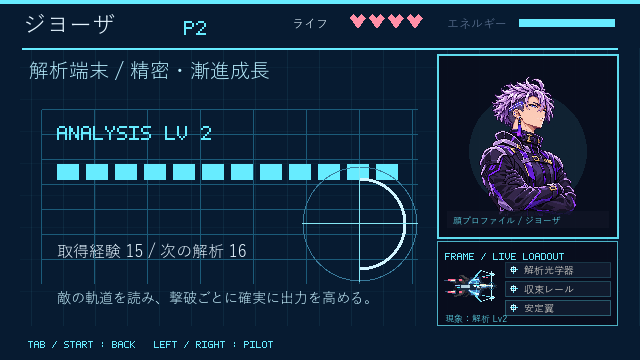 ジョーザ P2 ライフ エネルギー
解析端末 / 精密・漸進成長
ANALYSIS LV 2
取得経験 15 / 次の解析 16
敵の軌道を読み、撃破ごとに確実に出力を高める。
顔プロファイル / ジョーザ
FRAME / LIVE LOADOUT
解析光学器
収束レール
安定翼
現象：解析 Lv2
TAB / START : BACK LEFT / RIGHT : PILOT